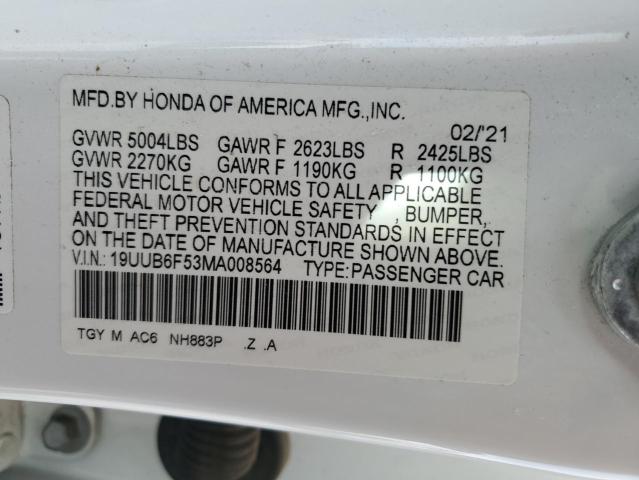 MFD.BY HONDA OF AMERICA MFG.,INC.
02/'21
GVWR 5004LBS GAWR F 2623LBS R 2425LBS
GVWR 2270KG GAWR F 1190KG R 1100KG
THIS VEHICLE CONFORMS TO ALL APPLICABLE
FEDERAL MOTOR VEHICLE SAFETY , BUMPER,
AND THEFT PREVENTION STANDARDS IN EFFECT
ON THE DATE OF MANUFACTURE SHOWN ABOVE.
V.I.N.:19UUB6F53MA008564 TYPE:PASSENGER CAR
TGY M AC6 NH883P .Z .A